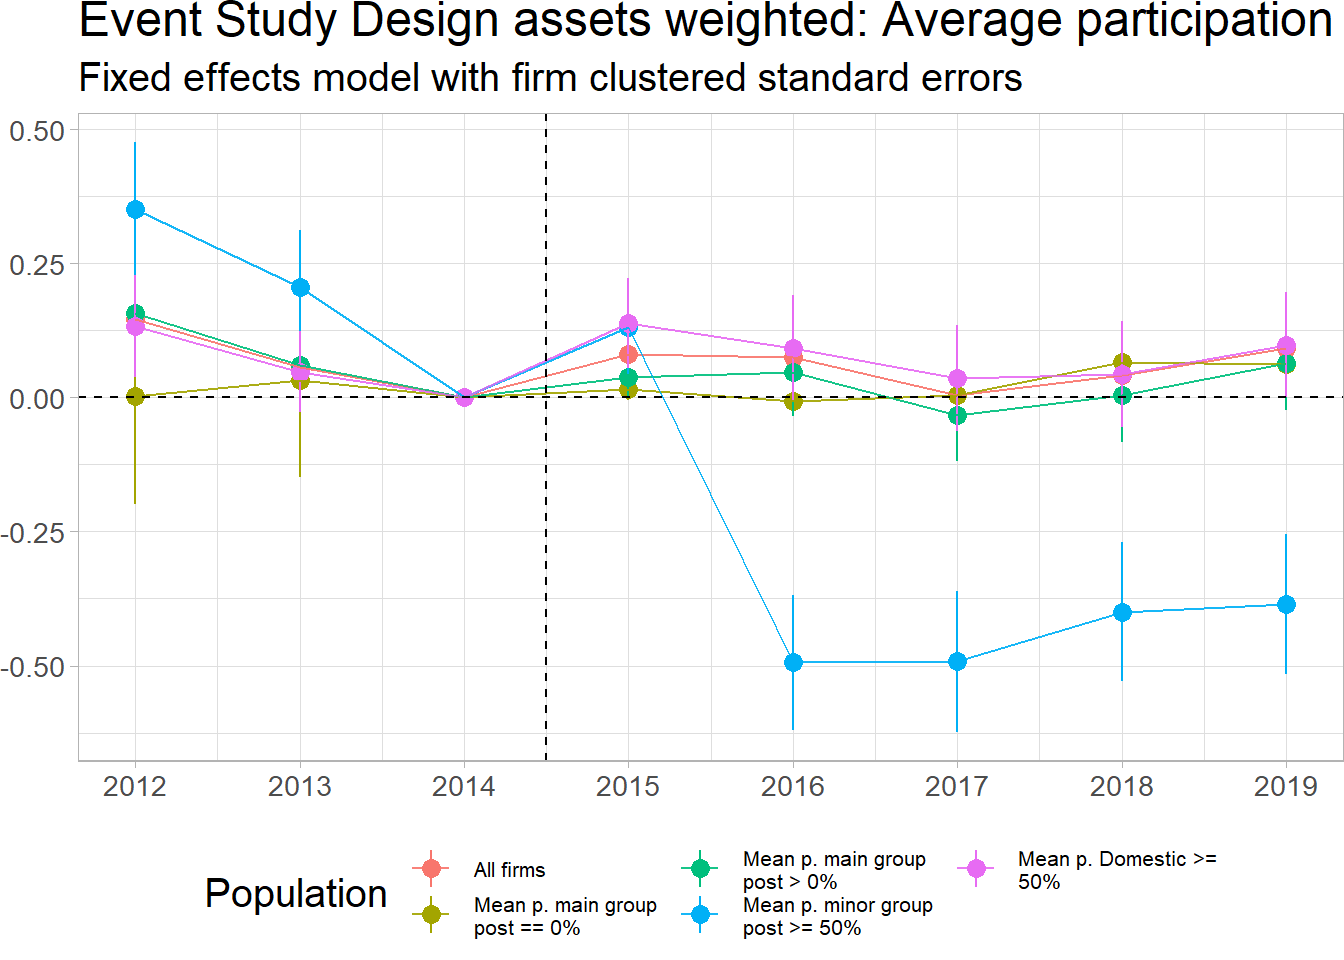 Event Study Design assets weighted: Average participation
Fixed effects model with firm clustered standard errors
0.50
0.25
0.00
-0.25
-0.50
2012 2013 2014 2015 2016 2017 2018 2019
Population
All firms
Mean p. main group
post == 0%
Mean p. main group
post > 0%
Mean p. minor group
post >= 50%
Mean p. Domestic >=
50%